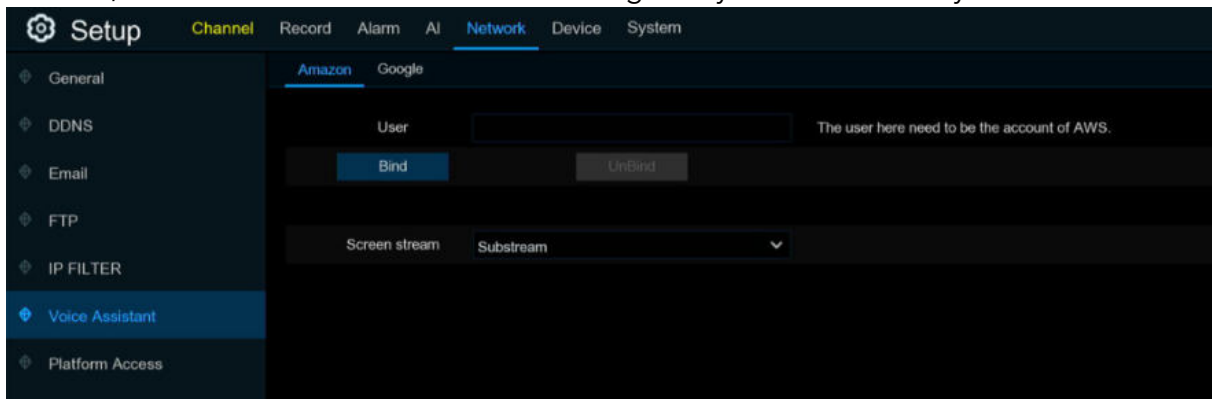 Setup Channel Record Alarm AI Network Device System
General
DDNS
Email
FTP
IP FILTER
Voice Assistant
Platform Access
Amazon Google
User The user here need to be the account of AWS.
Bind UnBind
Screen stream Substream